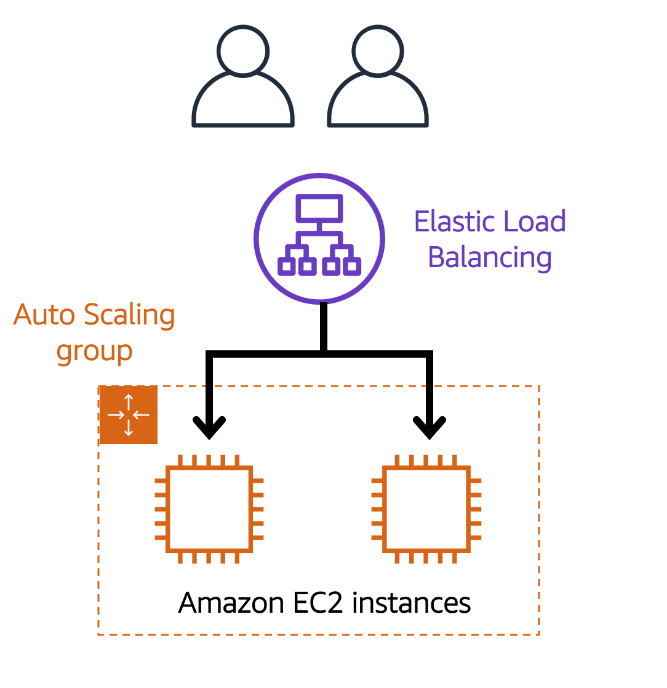 Elastic Load
Balancing
Auto Scaling
group
Amazon EC2 instances